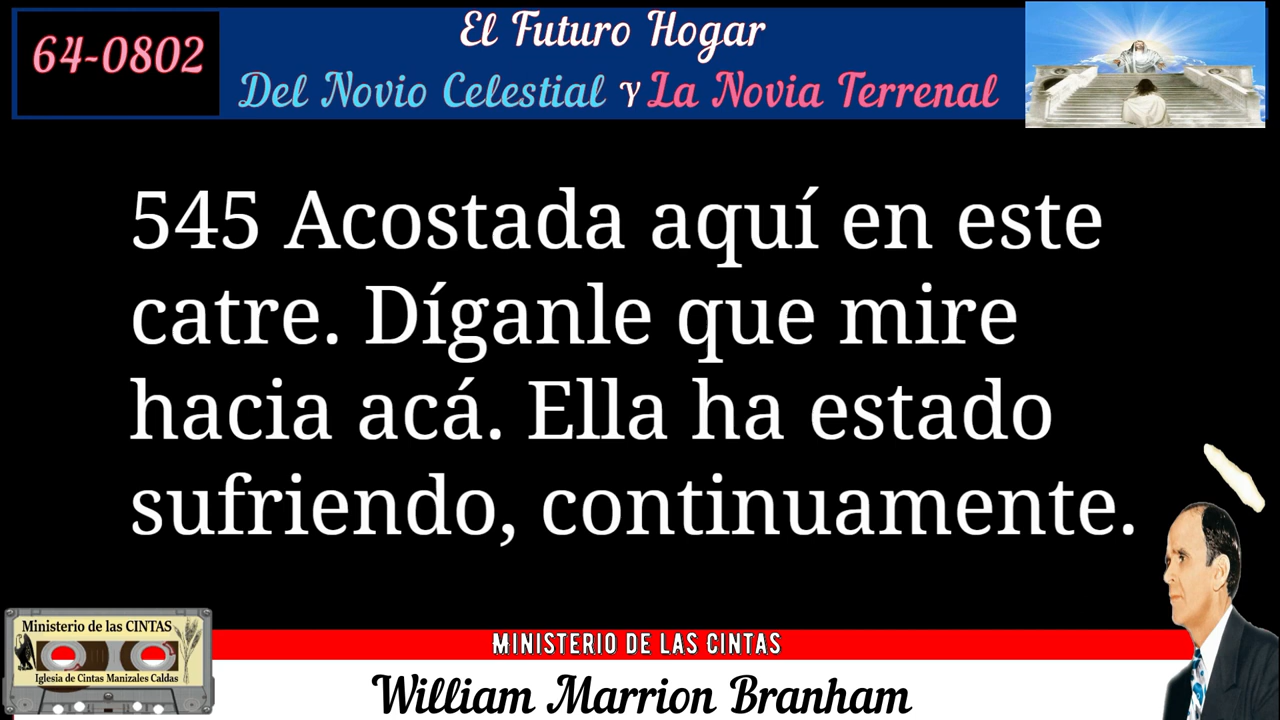 64-0802
El Futuro Hogar
Del Novio Celestial Y La Novia Terrenal
545 Acostada aquí en este
catre. Díganle que mire
hacia acá. Ella ha estado
sufriendo, continuamente.
Ministerio de las CINTAS
Iglesia de Cintas Manizales Caldas
MINISTERIO DE LAS CINTAS
William Marrion Branham